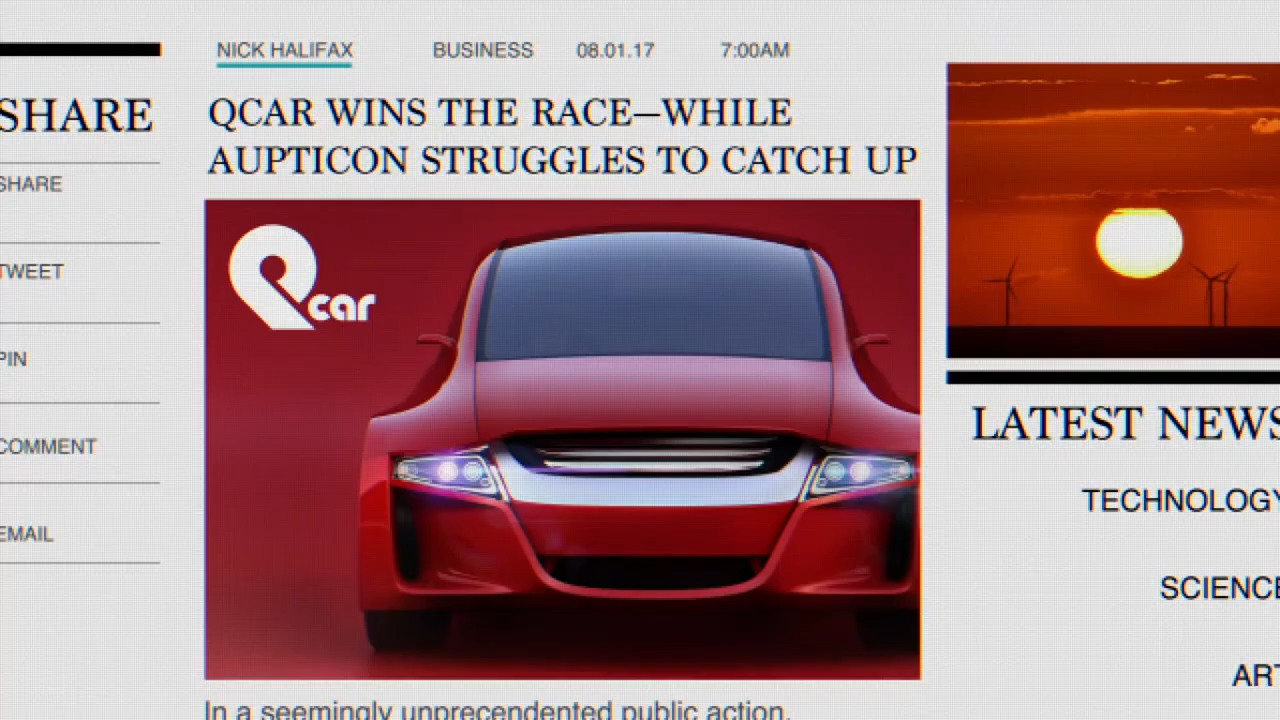 NICK HALIFAX BUSINESS 08.01.17 7:00AM
SHARE
SHARE
TWEET
PIN
COMMENT
EMAIL
QCAR WINS THE RACE—WHILE
AUPTICON STRUGGLES TO CATCH UP
Qcar
In a seemingly unprecendented public action,
LATEST NEWS
TECHNOLOGY
SCIENCE
ART